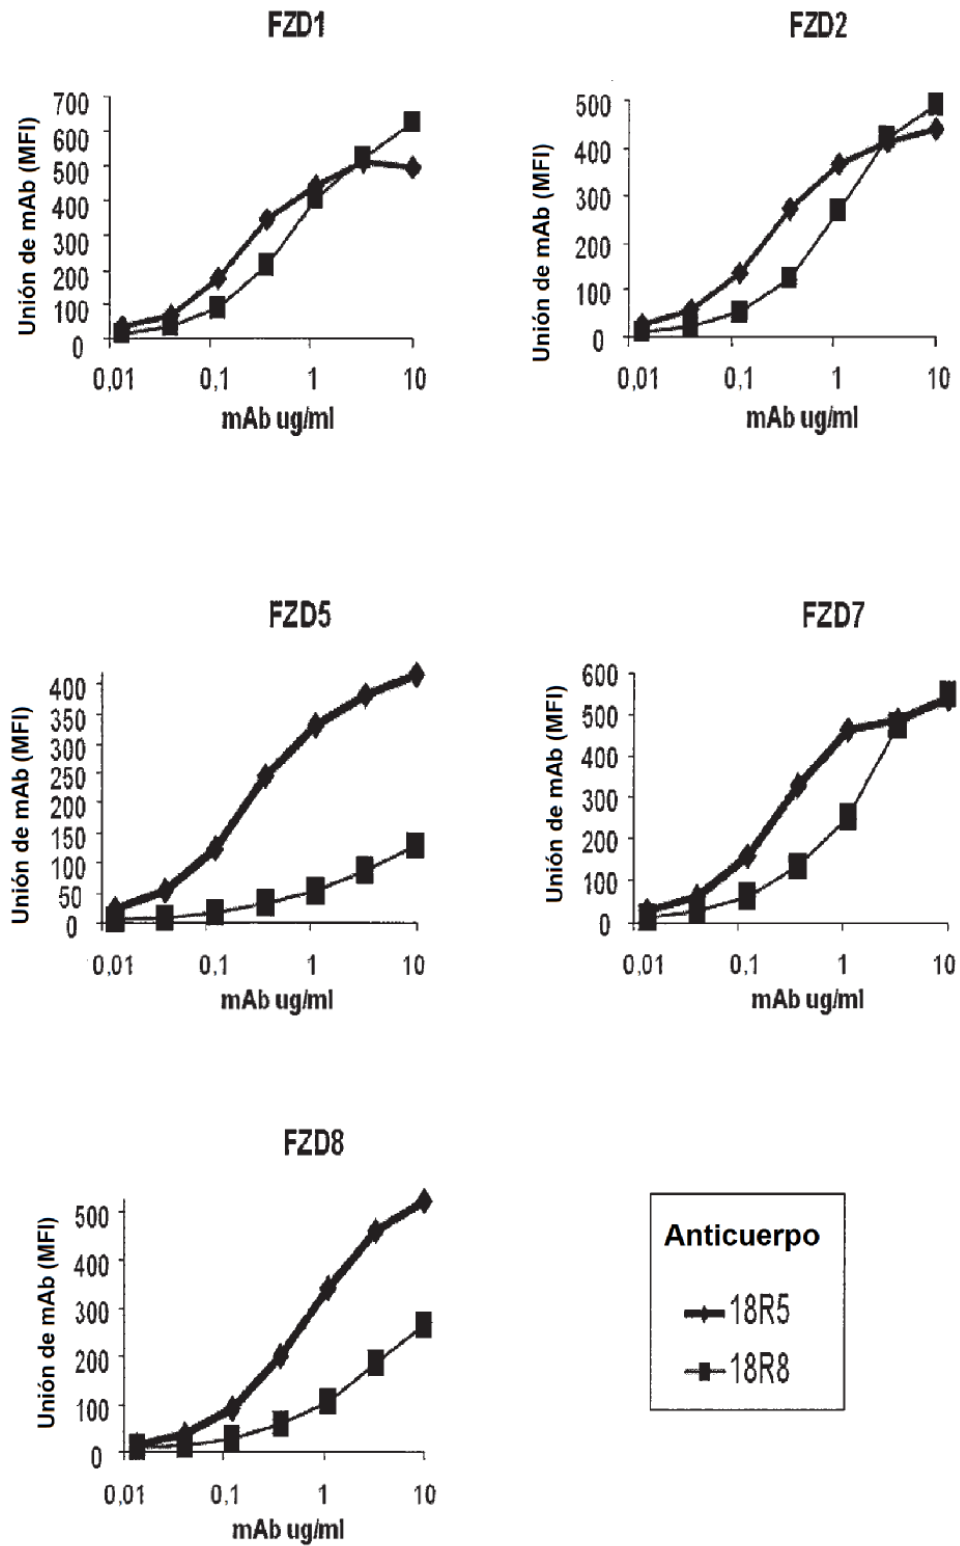 FZD1
Unión de mAb (MFI)
700
600
500
400
300
200
100
0
0,01 0,1 1 10
mAb ug/ml
FZD2
Unión de mAb (MFI)
500
400
300
200
100
0
0,01 0,1 1 10
mAb ug/ml
FZD5
Unión de mAb (MFI)
400
350
300
250
200
150
100
50
0
0,01 0,1 1 10
mAb ug/ml
FZD7
Unión de mAb (MFI)
600
500
400
300
200
100
0
0,01 0,1 1 10
mAb ug/ml
FZD8
Unión de mAb (MFI)
500
400
300
200
100
0
0,01 0,1 1 10
mAb ug/ml
Anticuerpo
18R5
18R8